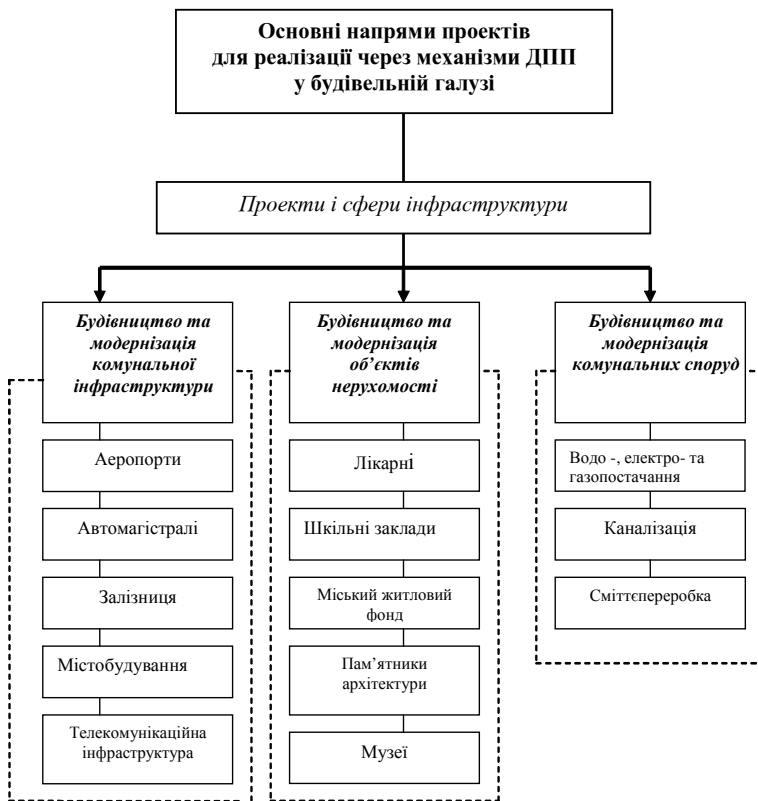 Основні напрями проектів
для реалізації через механізми ДПП
у будівельній галузі
Проекти і сфери інфраструктури
Будівництво та
модернізація
комунальної
інфраструктури
Аеропорти
Автомагістралі
Залізниця
Містобудування
Телекомунікаційна
інфраструктура
Будівництво та
модернізація
об’єктів
нерухомості
Лікарні
Шкільні заклади
Міський житловий
фонд
Пам’ятники
архітектури
Музеї
Будівництво та
модернізація
комунальних споруд
Водо -, електро- та
газопостачання
Каналізація
Сміттєпереробка